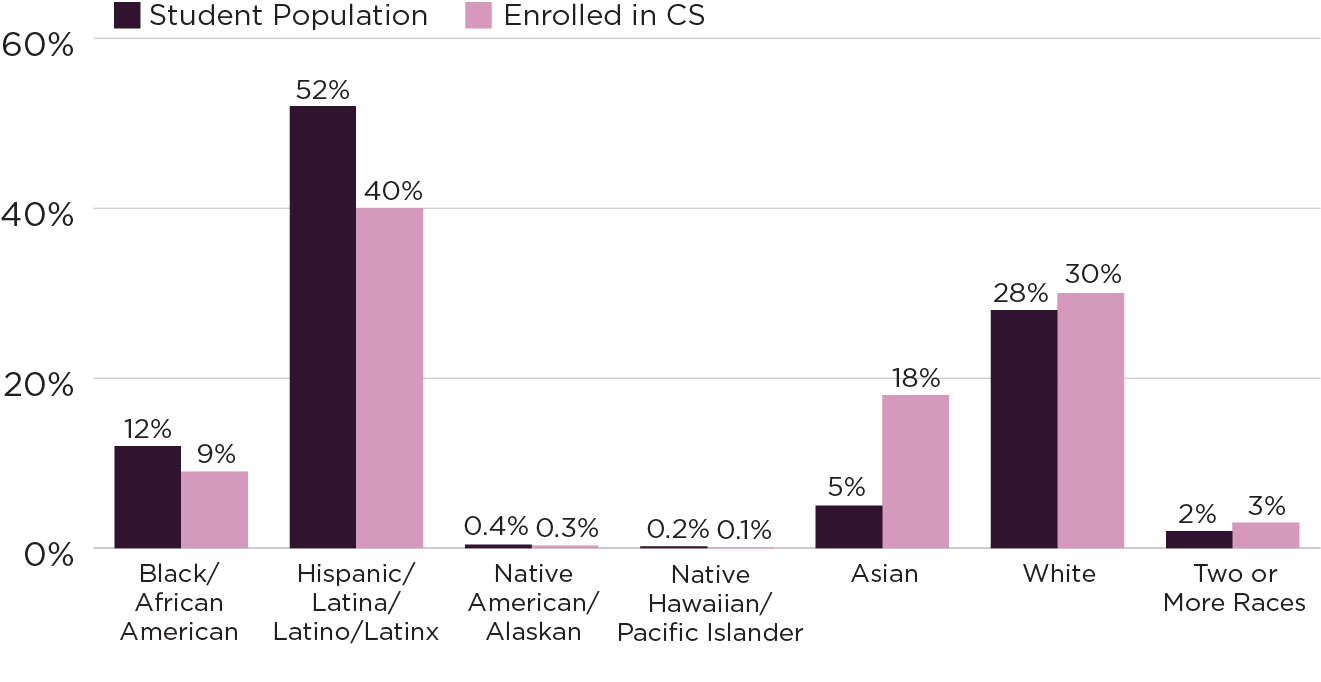 Student Population Enrolled in CS
60%
52%
40%
40%
30%
28%
20%
18%
12%
9%
5%
2% 3%
0.4% 0.3% 0.2% 0.1%
0%
Black/
African
American
Hispanic/
Latina/
Latino/Latinx
Native
American/
Alaskan
Native
Hawaiian/
Pacific Islander
Asian
White
Two or
More Races